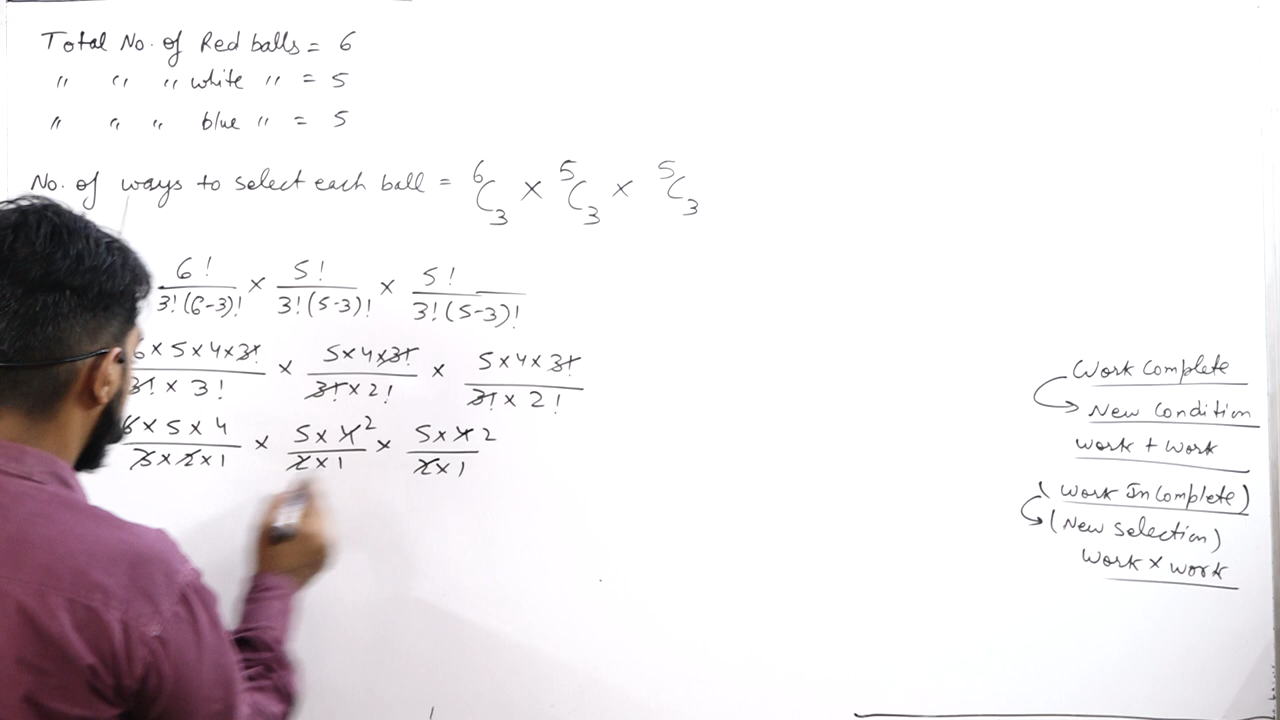 Total No. of Red balls = 6
" " " white " = 5
" " " blue " = 5
No. of ways to select each ball = ⁶C₃ × ⁵C₃ × ⁵C₃
6! / 3!(6-3)! × 5! / 3!(5-3)! × 5! / 3!(5-3)!
6×5×4×3! / 3!×3! × 5×4×3! / 3!×2! × 5×4×3! / 3!×2!
6×5×4 / 3×2×1 × 5×4 2 / 2×1 × 5×4 2 / 2×1
Work Complete
New Condition
Work + Work
(Work Incomplete)
(New Selection)
Work × Work